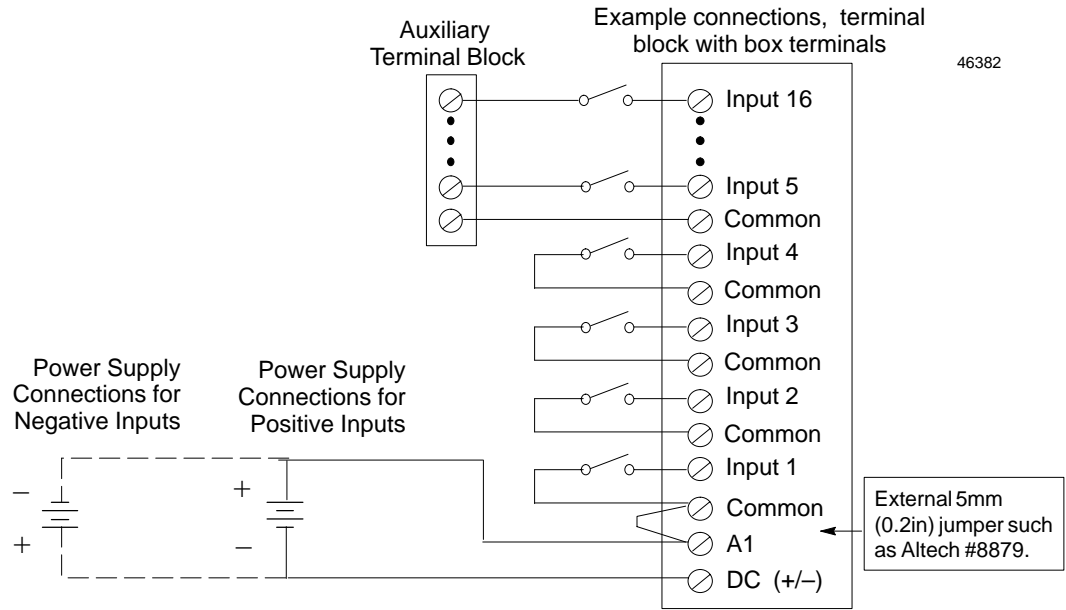 Example connections, terminal
block with box terminals
Auxiliary
Terminal Block
46382
Input 16
Input 5
Common
Input 4
Common
Input 3
Common
Input 2
Common
Input 1
Common
A1
DC (+/–)
Power Supply
Connections for
Negative Inputs
Power Supply
Connections for
Positive Inputs
–
+
+
–
External 5mm
(0.2in) jumper such
as Altech #8879.